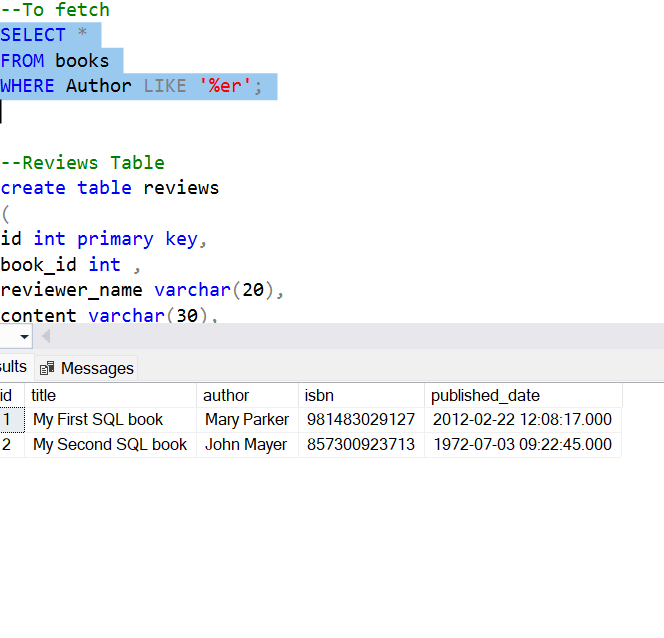 --To fetch
SELECT *
FROM books
WHERE Author LIKE '%er';
--Reviews Table
create table reviews
(
id int primary key,
book_id int ,
reviewer_name varchar(20),
content varchar(30),
Messages
id title author isbn published_date
1 My First SQL book Mary Parker 981483029127 2012-02-22 12:08:17.000
2 My Second SQL book John Mayer 857300923713 1972-07-03 09:22:45.000